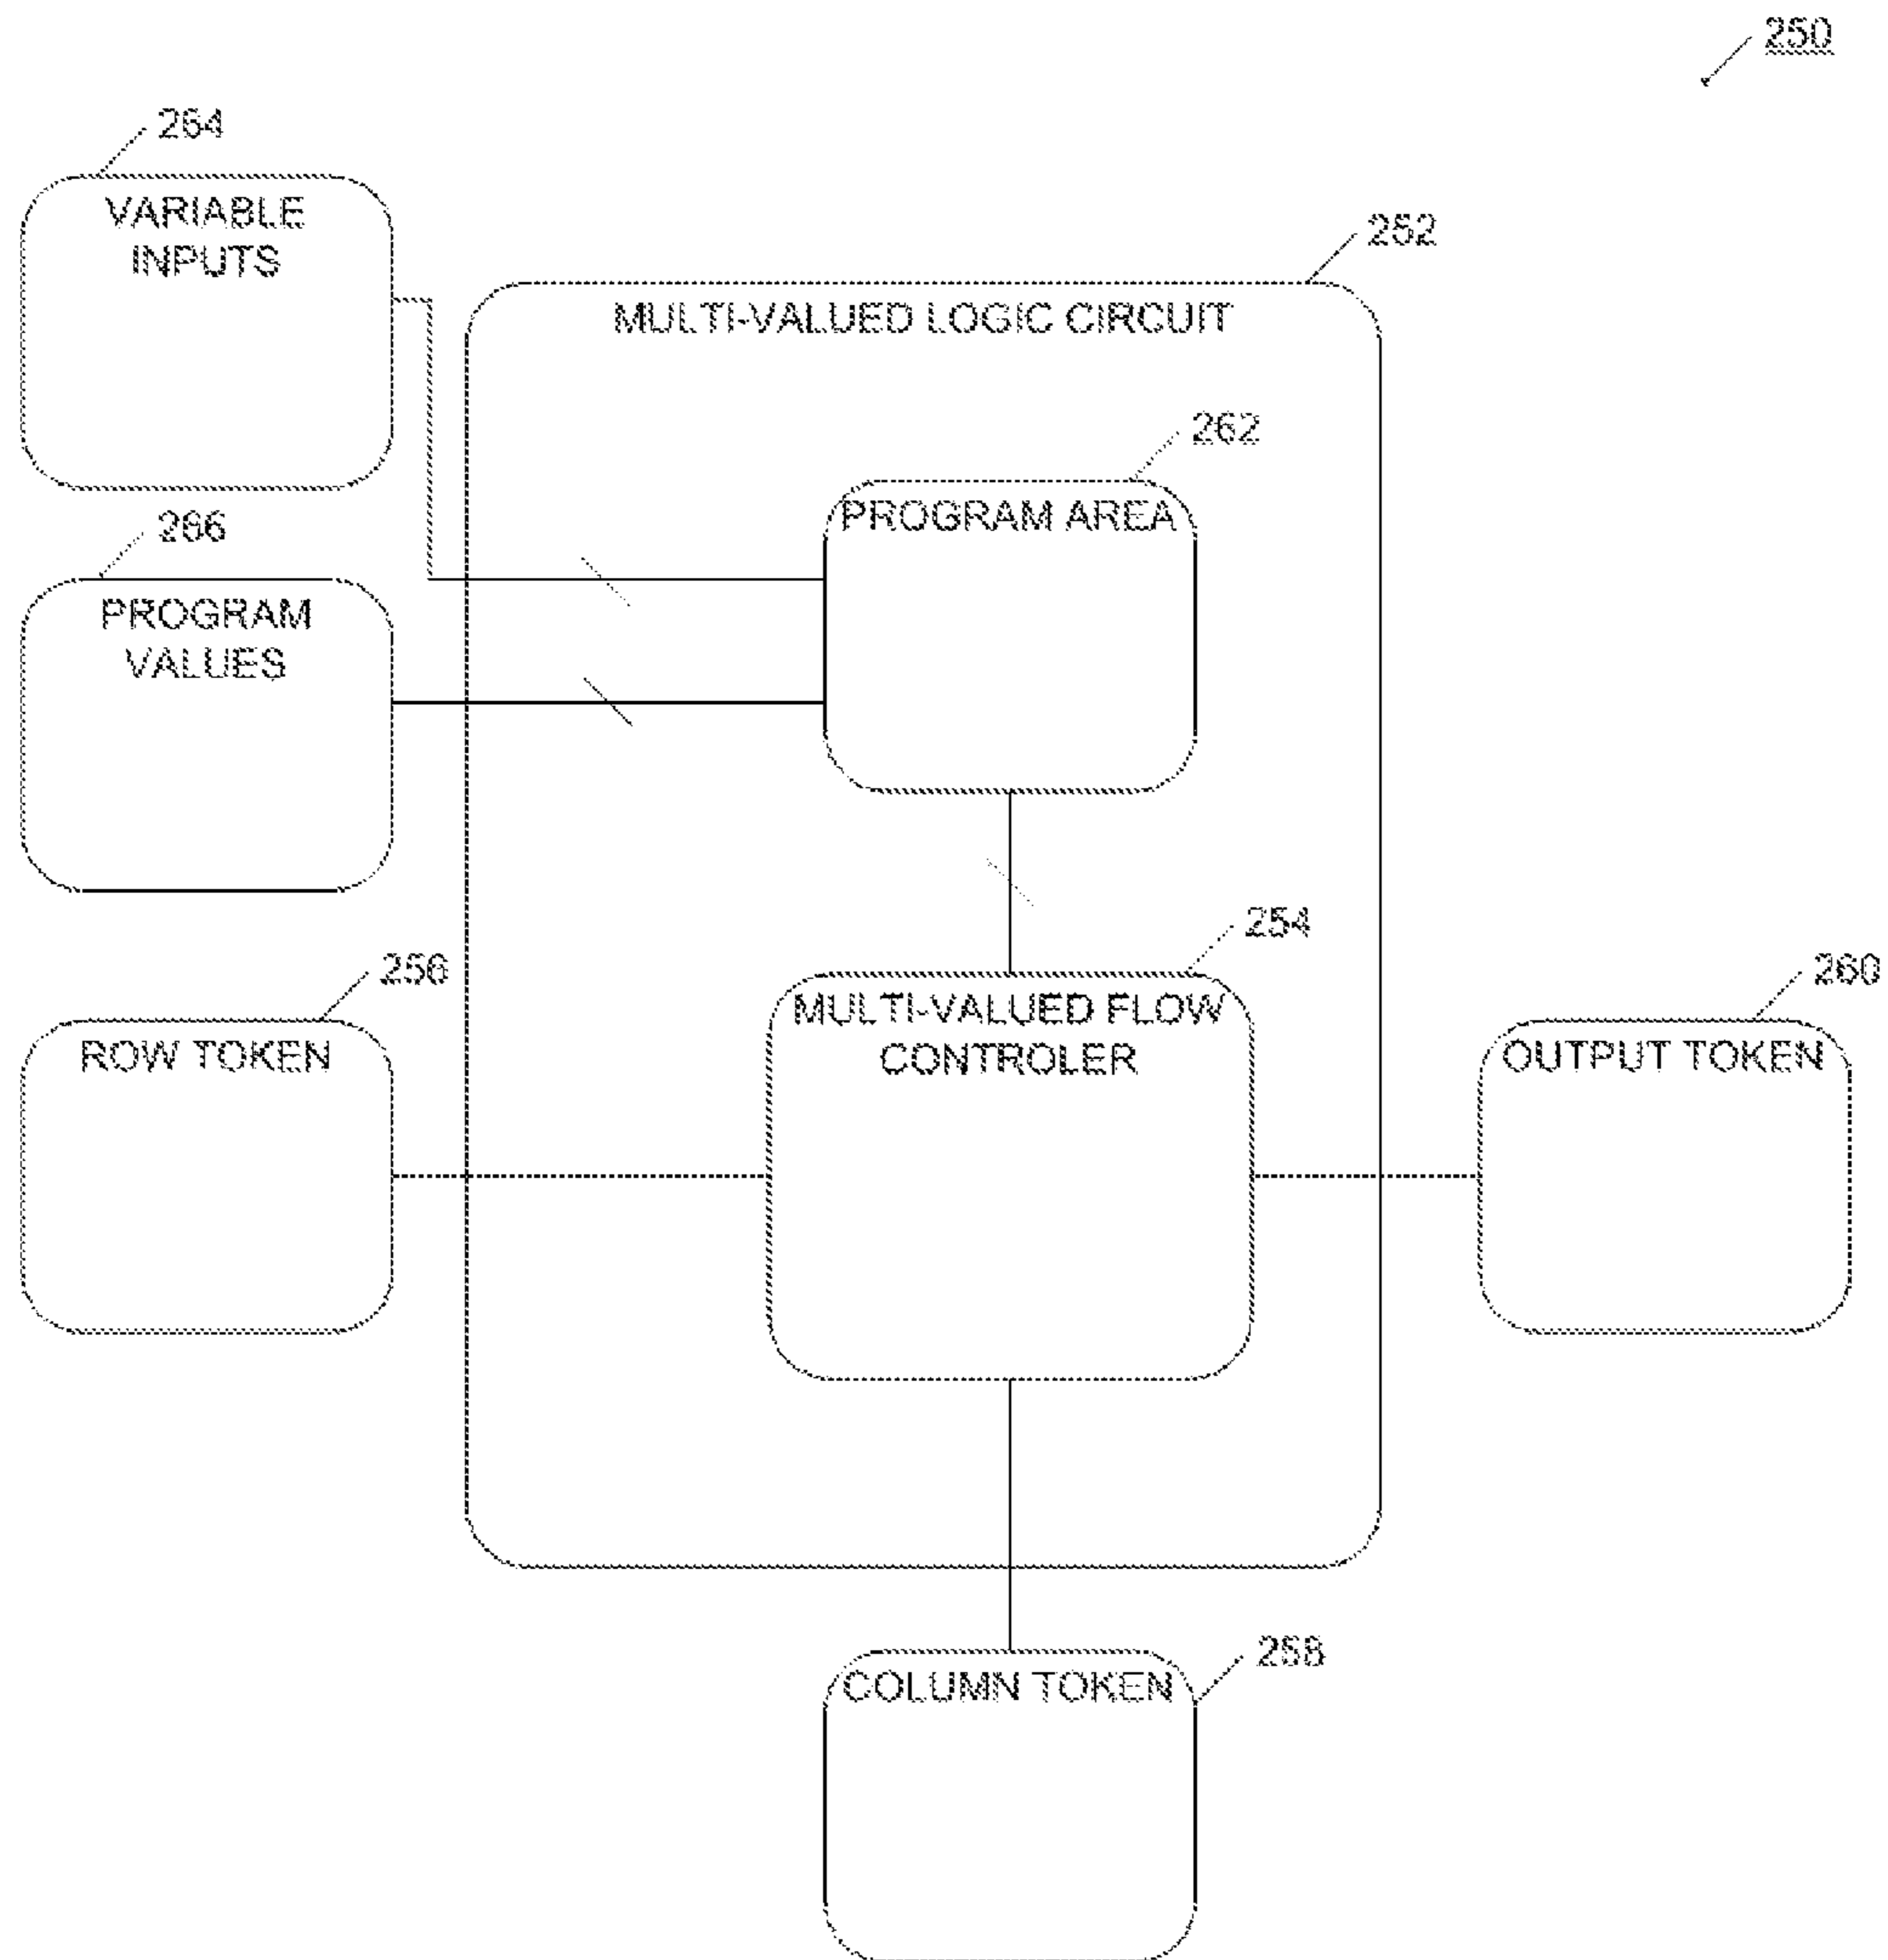 250
264
VARIABLE
INPUTS
252
MULTI-VALUED LOGIC CIRCUIT
262
PROGRAM AREA
266
PROGRAM
VALUES
254
MULTI-VALUED FLOW
CONTROLER
256
ROW TOKEN
260
OUTPUT TOKEN
258
COLUMN TOKEN